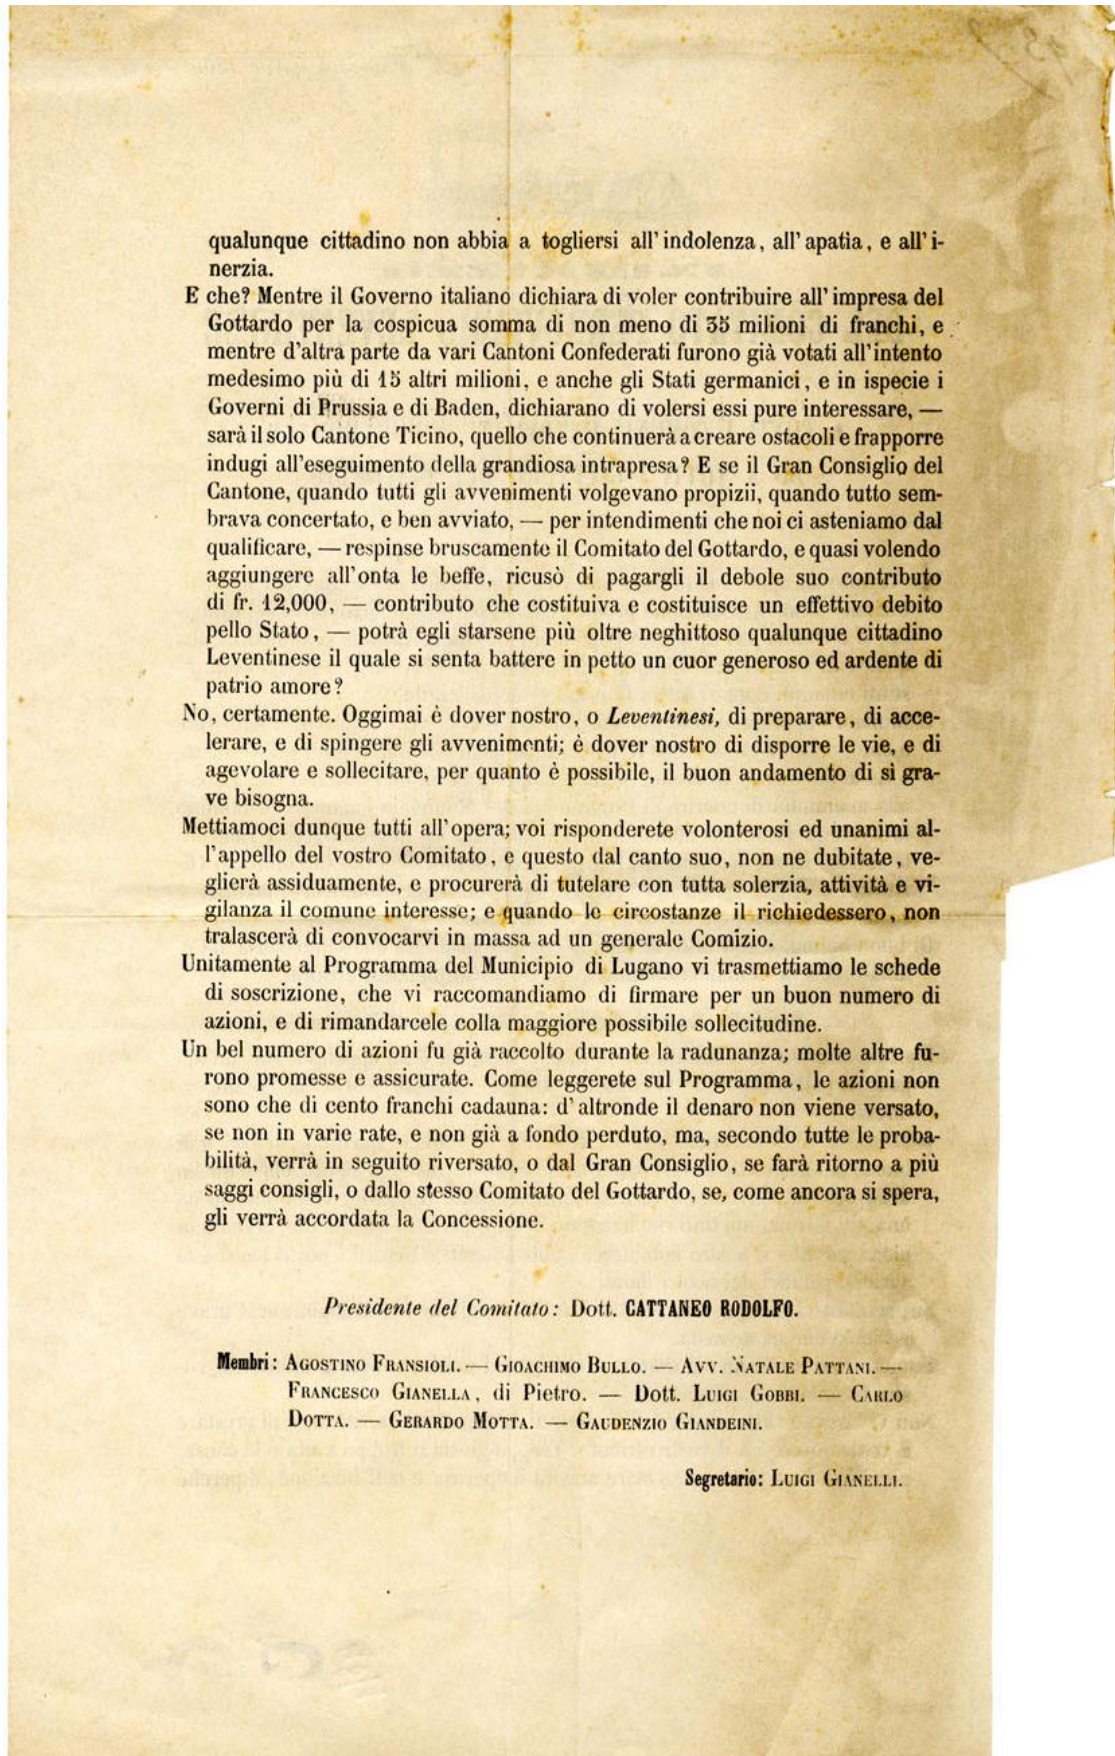 qualunque cittadino non abbia a togliersi all'indolenza, all'apatìa, e all'i-
nerzia.
E che? Mentre il Governo italiano dichiara di voler contribuire all'impresa del
Gottardo per la cospicua somma di non meno di 35 milioni di franchi, e
mentre d'altra parte da vari Cantoni Confederati furono già votati all'intento
medesimo più di 15 altri milioni, e anche gli Stati germanici, e in ispecie i
Governi di Prussia e di Baden, dichiarano di volersi essi pure interessare, —
sarà il solo Cantone Ticino, quello che continuerà a creare ostacoli e frapporre
indugi all'eseguimento della grandiosa intrapresa? E se il Gran Consiglio del
Cantone, quando tutti gli avvenimenti volgevano propizii, quando tutto sem-
brava concertato, e ben avviato, — per intendimenti che noi ci asteniamo dal
qualificare, — respinse bruscamente il Comitato del Gottardo, e quasi volendo
aggiungere all'onta le beffe, ricusò di pagargli il debole suo contributo
di fr. 12,000, — contributo che costituiva e costituisce un effettivo debito
pello Stato, — potrà egli starsene più oltre neghittoso qualunque cittadino
Leventinese il quale si senta battere in petto un cuor generoso ed ardente di
patrio amore?
No, certamente. Oggimai è dover nostro, o Leventinesi, di preparare, di acce-
lerare, e di spingere gli avvenimenti; è dover nostro di disporre le vie, e di
agevolare e sollecitare, per quanto è possibile, il buon andamento di sì gra-
ve bisogna.
Mettiamoci dunque tutti all'opera; voi risponderete volonterosi ed unanimi al-
l'appello del vostro Comitato, e questo dal canto suo, non ne dubitate, ve-
glierà assiduamente, e procurerà di tutelare con tutta solerzia, attività e vi-
gilanza il comune interesse; e quando le circostanze il richiedessero, non
tralascerà di convocarvi in massa ad un generale Comizio.
Unitamente al Programma del Municipio di Lugano vi trasmettiamo le schede
di soscrizione, che vi raccomandiamo di firmare per un buon numero di
azioni, e di rimandarcele colla maggiore possibile sollecitudine.
Un bel numero di azioni fu già raccolto durante la radunanza; molte altre fu-
rono promesse e assicurate. Come leggerete sul Programma, le azioni non
sono che di cento franchi cadauna: d'altronde il denaro non viene versato,
se non in varie rate, e non già a fondo perduto, ma, secondo tutte le proba-
bilità, verrà in seguito riversato, o dal Gran Consiglio, se farà ritorno a più
saggi consigli, o dallo stesso Comitato del Gottardo, se, come ancora si spera,
gli verrà accordata la Concessione.
Presidente del Comitato: Dott. CATTANEO RODOLFO.
Membri: AGOSTINO FRANSIOLI. — GIOACHIMO BULLO. — AVV. NATALE PATTANI. —
FRANCESCO GIANELLA, di Pietro. — Dott. LUIGI GOBBI. — CARLO
DOTTA. — GERARDO MOTTA. — GAUDENZIO GIANDEINI.
Segretario: LUIGI GIANELLI.